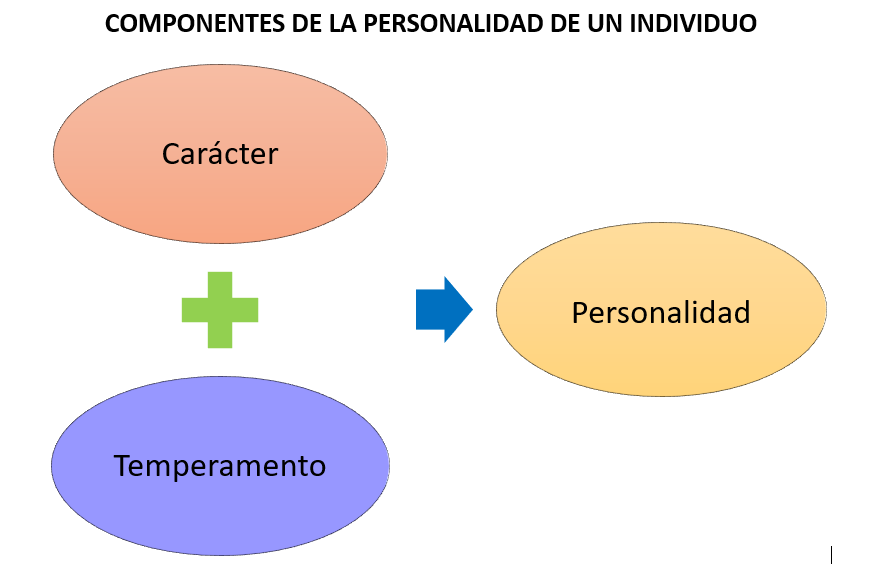 COMPONENTES DE LA PERSONALIDAD DE UN INDIVIDUO
Carácter
Personalidad
Temperamento